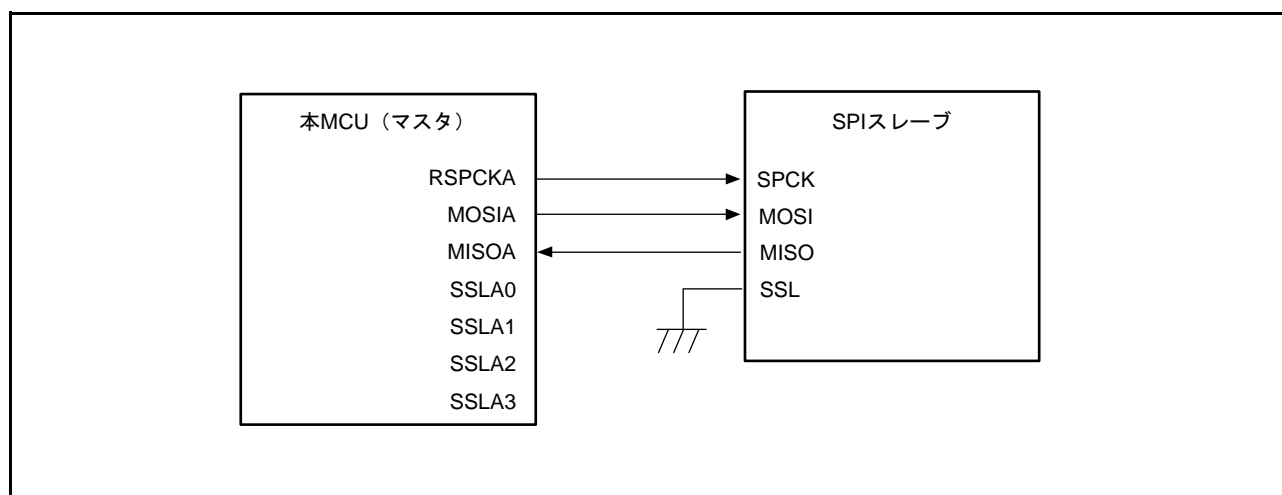 本MCU（マスタ）
RSPCKA
MOSIA
MISOA
SSLA0
SSLA1
SSLA2
SSLA3
SPIスレーブ
SPCK
MOSI
MISO
SSL